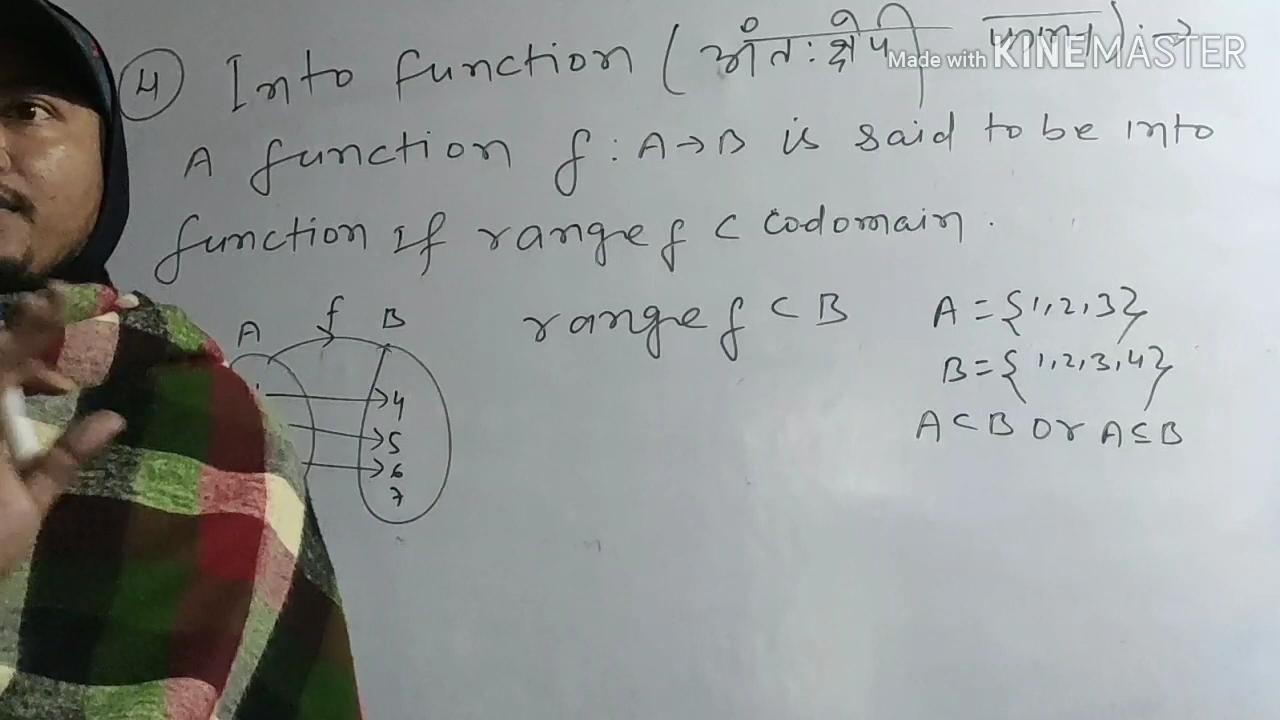 ④ Into function (अंतःक्षेपी फलन) →
Made with KINEMASTER
A function f : A→B is said to be into
function if range f ⊂ codomain.
range f ⊂ B
A = {1,2,3}
B = {1,2,3,4}
A⊂B or A⊆B
f
A B
4
5
6
7